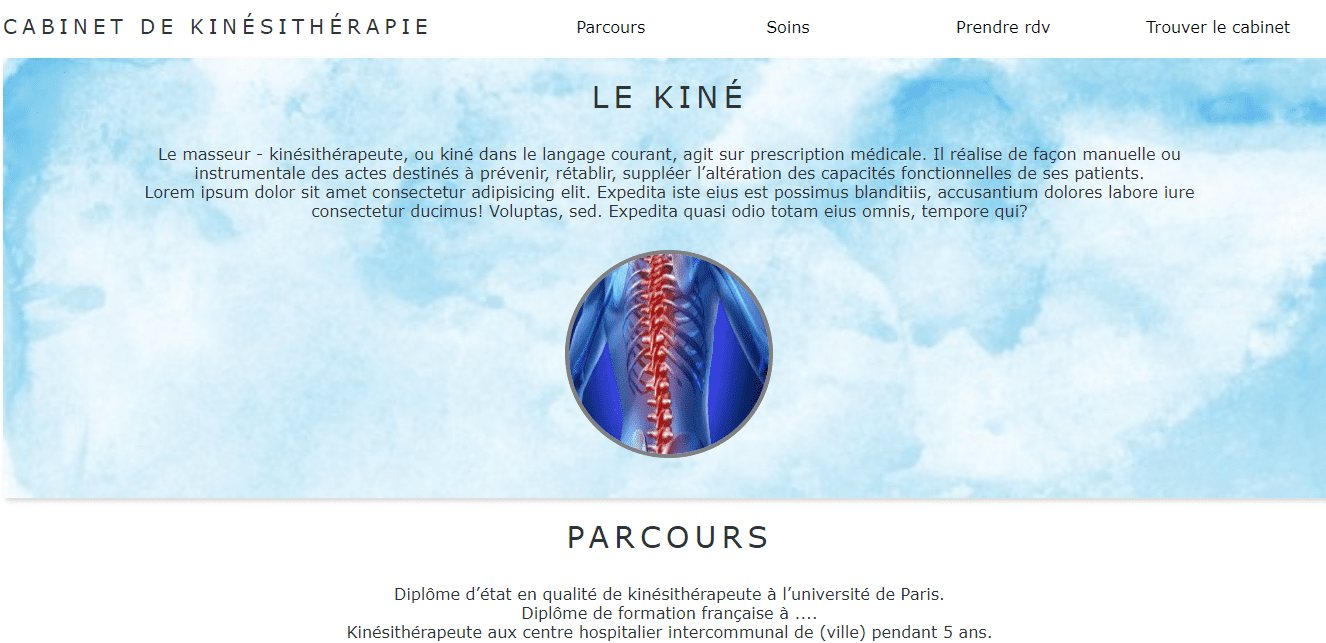 CABINET DE KINÉSITHÉRAPIE
Parcours
Soins
Prendre rdv
Trouver le cabinet
LE KINÉ
Le masseur - kinésithérapeute, ou kiné dans le langage courant, agit sur prescription médicale. Il réalise de façon manuelle ou
instrumentale des actes destinés à prévenir, rétablir, suppléer l’altération des capacités fonctionnelles de ses patients.
Lorem ipsum dolor sit amet consectetur adipisicing elit. Expedita iste eius est possimus blanditiis, accusantium dolores labore iure
consectetur ducimus! Voluptas, sed. Expedita quasi odio totam eius omnis, tempore qui?
PARCOURS
Diplôme d’état en qualité de kinésithérapeute à l’université de Paris.
Diplôme de formation française à ....
Kinésithérapeute aux centre hospitalier intercommunal de (ville) pendant 5 ans.